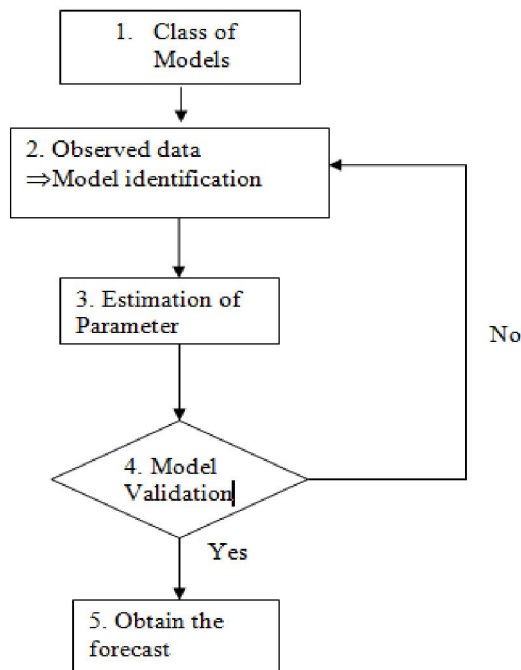 1. Class of
Models
2. Observed data
⇒Model identification
3. Estimation of
Parameter
No
4. Model
Validation
Yes
5. Obtain the
forecast